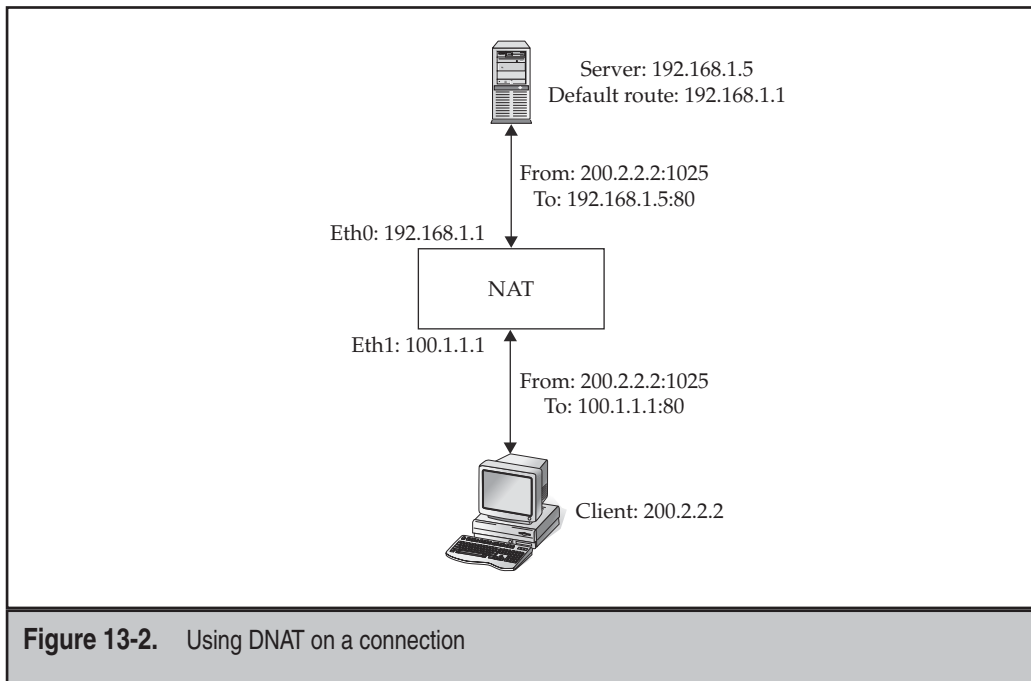 Server: 192.168.1.5
Default route: 192.168.1.1
From: 200.2.2.2:1025
To: 192.168.1.5:80
Eth0: 192.168.1.1
NAT
Eth1: 100.1.1.1
From: 200.2.2.2:1025
To: 100.1.1.1:80
Client: 200.2.2.2
Figure 13-2. Using DNAT on a connection